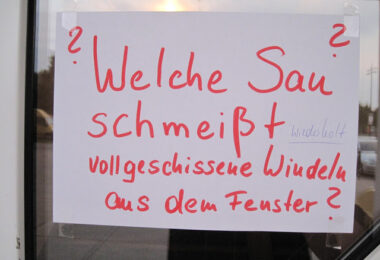 ? ?
Welche Sau
schmeißt wiederholt
vollgeschissene Windeln
aus dem Fenster?